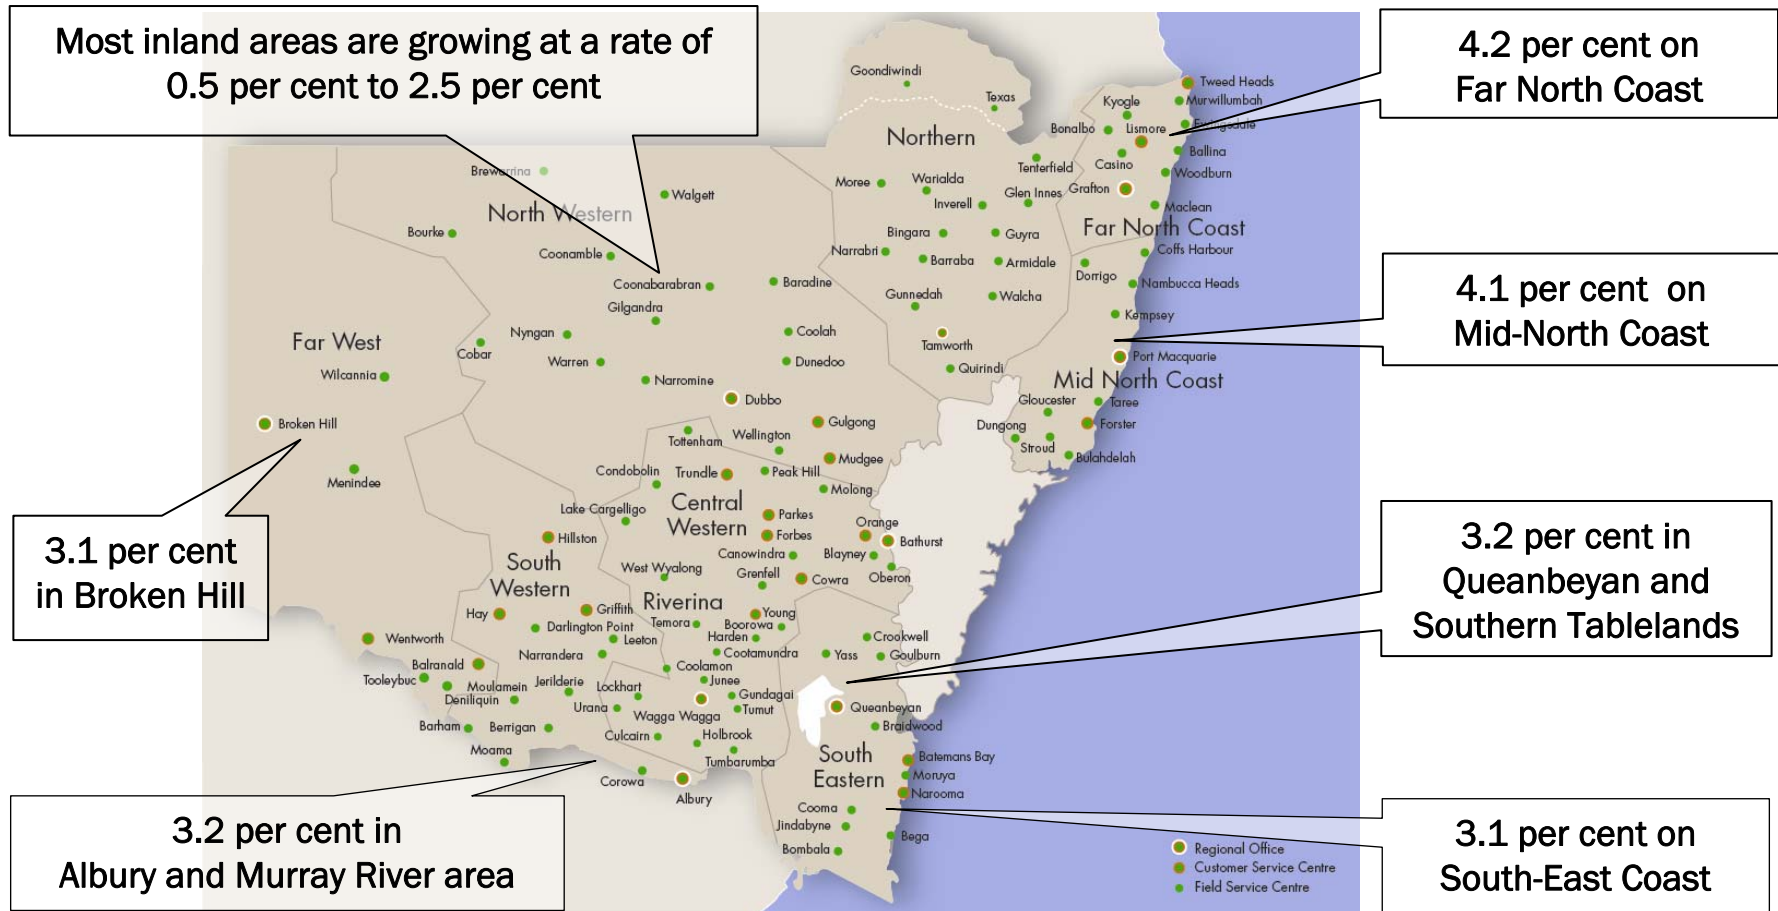 Most inland areas are growing at a rate of
0.5 per cent to 2.5 per cent
4.2 per cent on
Far North Coast
4.1 per cent on
Mid-North Coast
3.1 per cent
in Broken Hill
3.2 per cent in
Queanbeyan and
Southern Tablelands
3.2 per cent in
Albury and Murray River area
3.1 per cent on
South-East Coast
Goondiwindi
Texas
Northern
Kyogle
Tweed Heads
Murwillumbah
Bonalbo
Lismore
Ewingsdale
Ballina
Casino
Tenterfield
Woodburn
Brewarrina
Walgett
Moree
Warialda
Glen Innes
Grafton
Inverell
Maclean
North Western
Far North Coast
Bourke
Bingara
Guyra
Coonamble
Narrabri
Barraba
Armidale
Coffs Harbour
Dorrigo
Coonabarabran
Baradine
Nambucca Heads
Gunnedah
Walcha
Gilgandra
Kempsey
Nyngan
Coolah
Far West
Cobar
Tamworth
Port Macquarie
Warren
Dunedoo
Wilcannia
Narromine
Quirindi
Mid North Coast
Dubbo
Gloucester
Taree
Broken Hill
Gulgong
Dungong
Forster
Tottenham
Wellington
Stroud
Bulahdelah
Mudgee
Menindee
Condobolin
Trundle
Peak Hill
Molong
Central
Western
Lake Cargelligo
Parkes
Orange
Hillston
Forbes
Bathurst
South
Western
Canowindra
Blayney
West Wyalong
Grenfell
Cowra
Oberon
Riverina
Hay
Griffith
Young
Temora
Boorowa
Darlington Point
Wentworth
Leeton
Harden
Crookwell
Narrandera
Cootamundra
Yass
Goulburn
Balranald
Coolamon
Tooleybuc
Moulamein
Jerilderie
Lockhart
Junee
Deniliquin
Gundagai
Urana
Wagga Wagga
Tumut
Queanbeyan
Barham
Berrigan
Culcairn
Holbrook
Braidwood
Moama
Tumbarumba
South
Eastern
Batemans Bay
Corowa
Moruya
Albury
Narooma
Cooma
Jindabyne
Bega
Bombala
Regional Office
Customer Service Centre
Field Service Centre